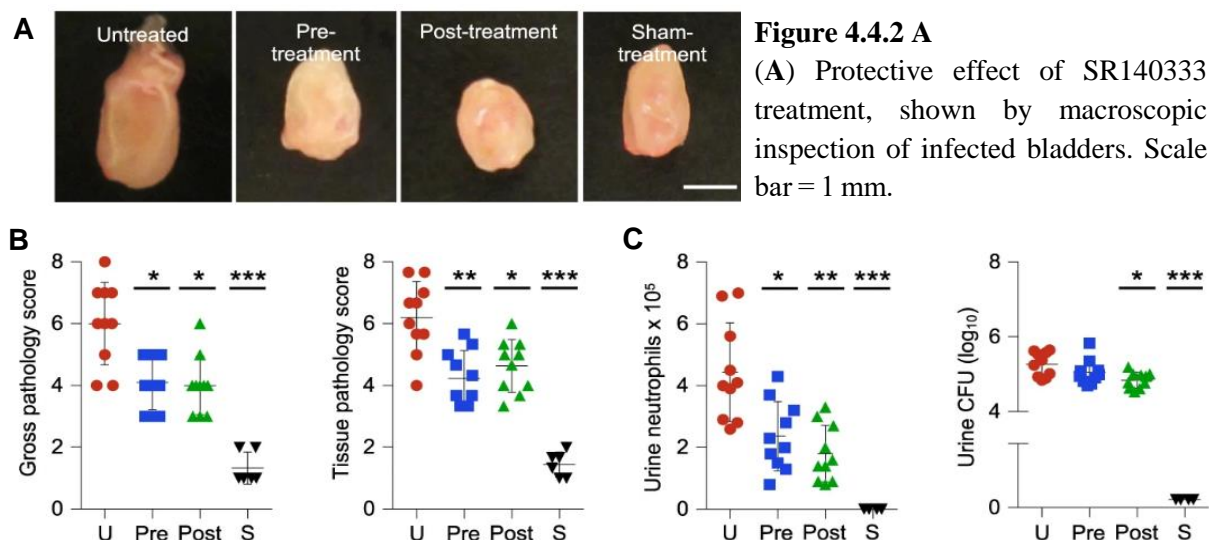 A
Untreated
Pre-
treatment
Post-treatment
Sham-
treatment
Figure 4.4.2 A
(A) Protective effect of SR140333
treatment, shown by macroscopic
inspection of infected bladders. Scale
bar = 1 mm.
B
Gross pathology score
8
6
4
2
0
* * ***
U Pre Post S
Tissue pathology score
8
6
4
2
0
** * ***
U Pre Post S
C
Urine neutrophils x 10⁵
8
6
4
2
0
* ** ***
U Pre Post S
Urine CFU (log₁₀)
8
6
4
0
* ***
U Pre Post S